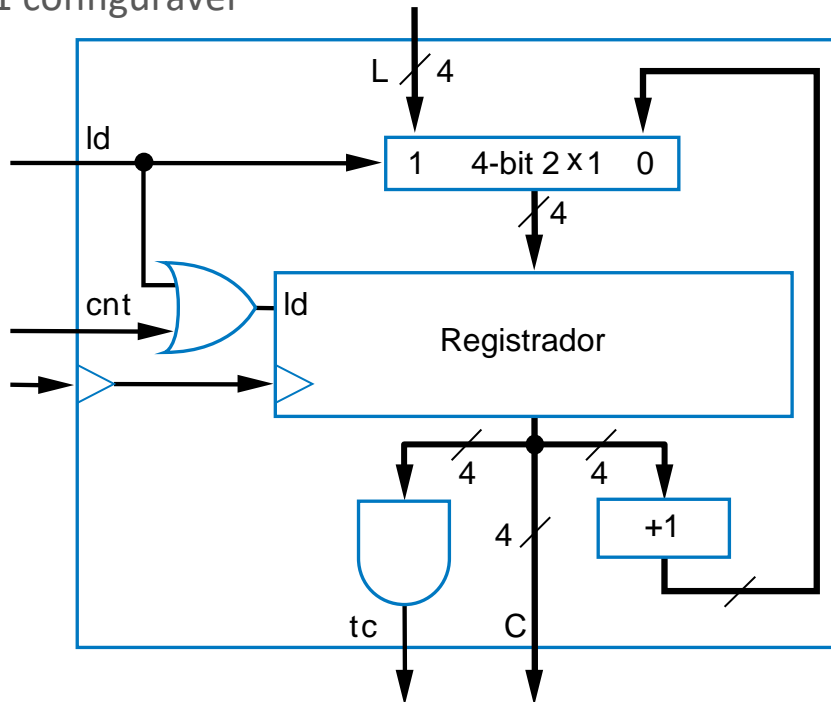 configurável
L 4
ld
1 4-bit 2x1 0
4
cnt
ld
Registrador
4 4
4
+1
tc C